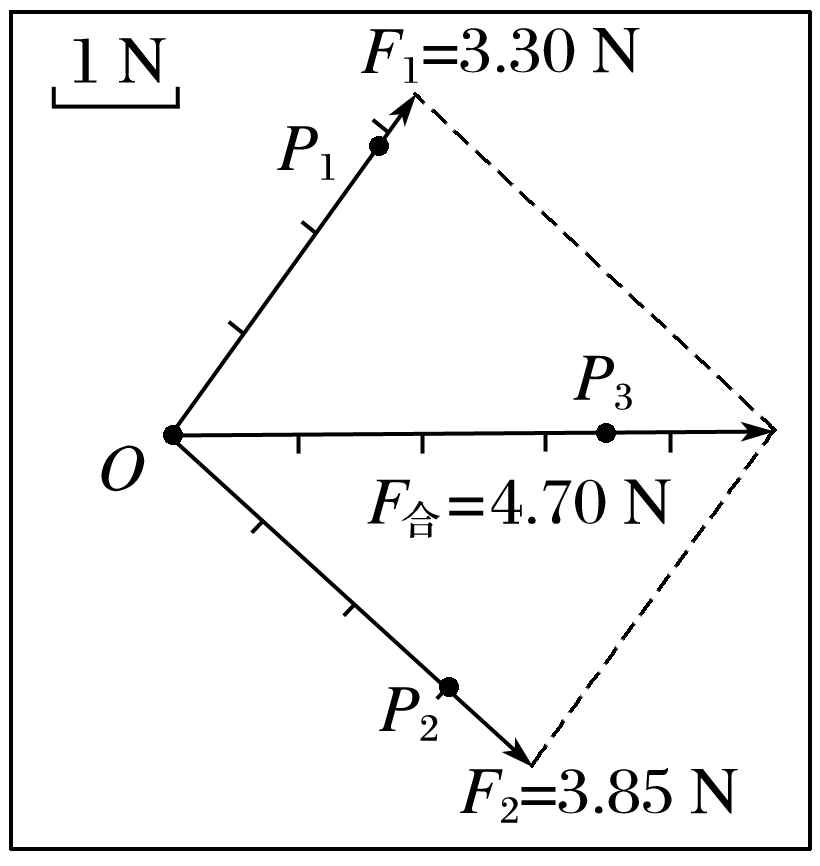 1 N
F₁=3.30 N
P₁
P₃
O
F合=4.70 N
P₂
F₂=3.85 N